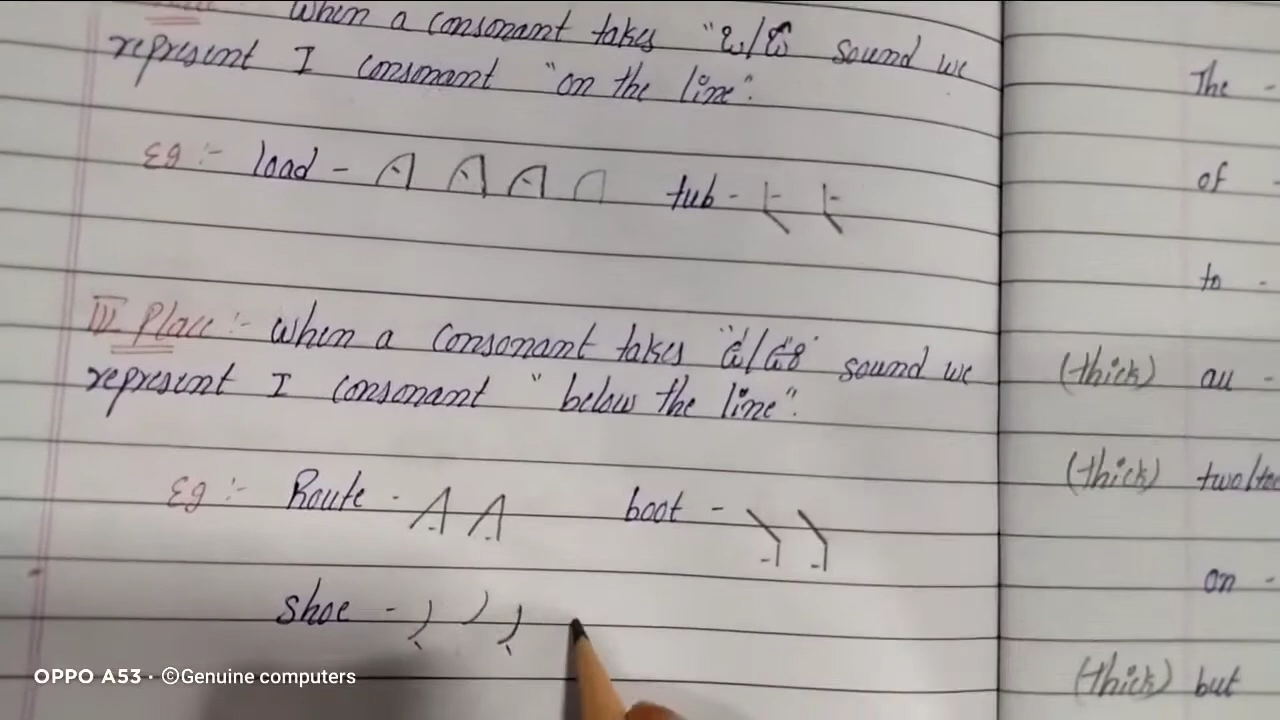 when a consonant takes " / sound we
represent I consonant "on the line".
Eg :- load - tub -
III Place :- when a consonant takes " / " sound we
represent I consonant "below the line".
Eg :- Route - boot -
shoe -
The -
of -
to -
(thick) au -
(thick)
on -
(thick) but
OPPO A53 · ©Genuine computers